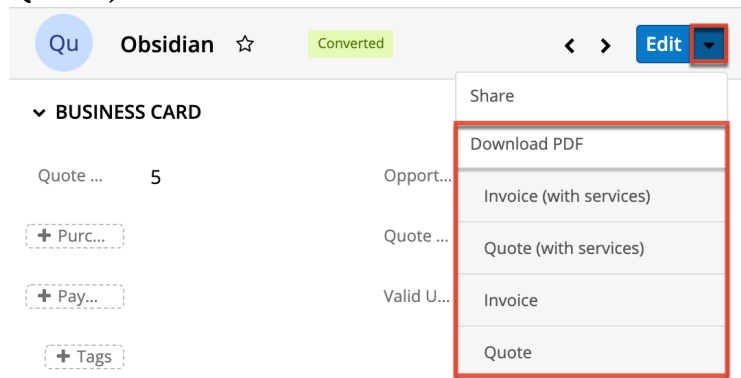 Qu Obsidian Converted Edit
Share
BUSINESS CARD
Download PDF
Quote ... 5 Opport...
Invoice (with services)
+ Purc... Quote ...
Quote (with services)
+ Pay... Valid U...
Invoice
+ Tags
Quote